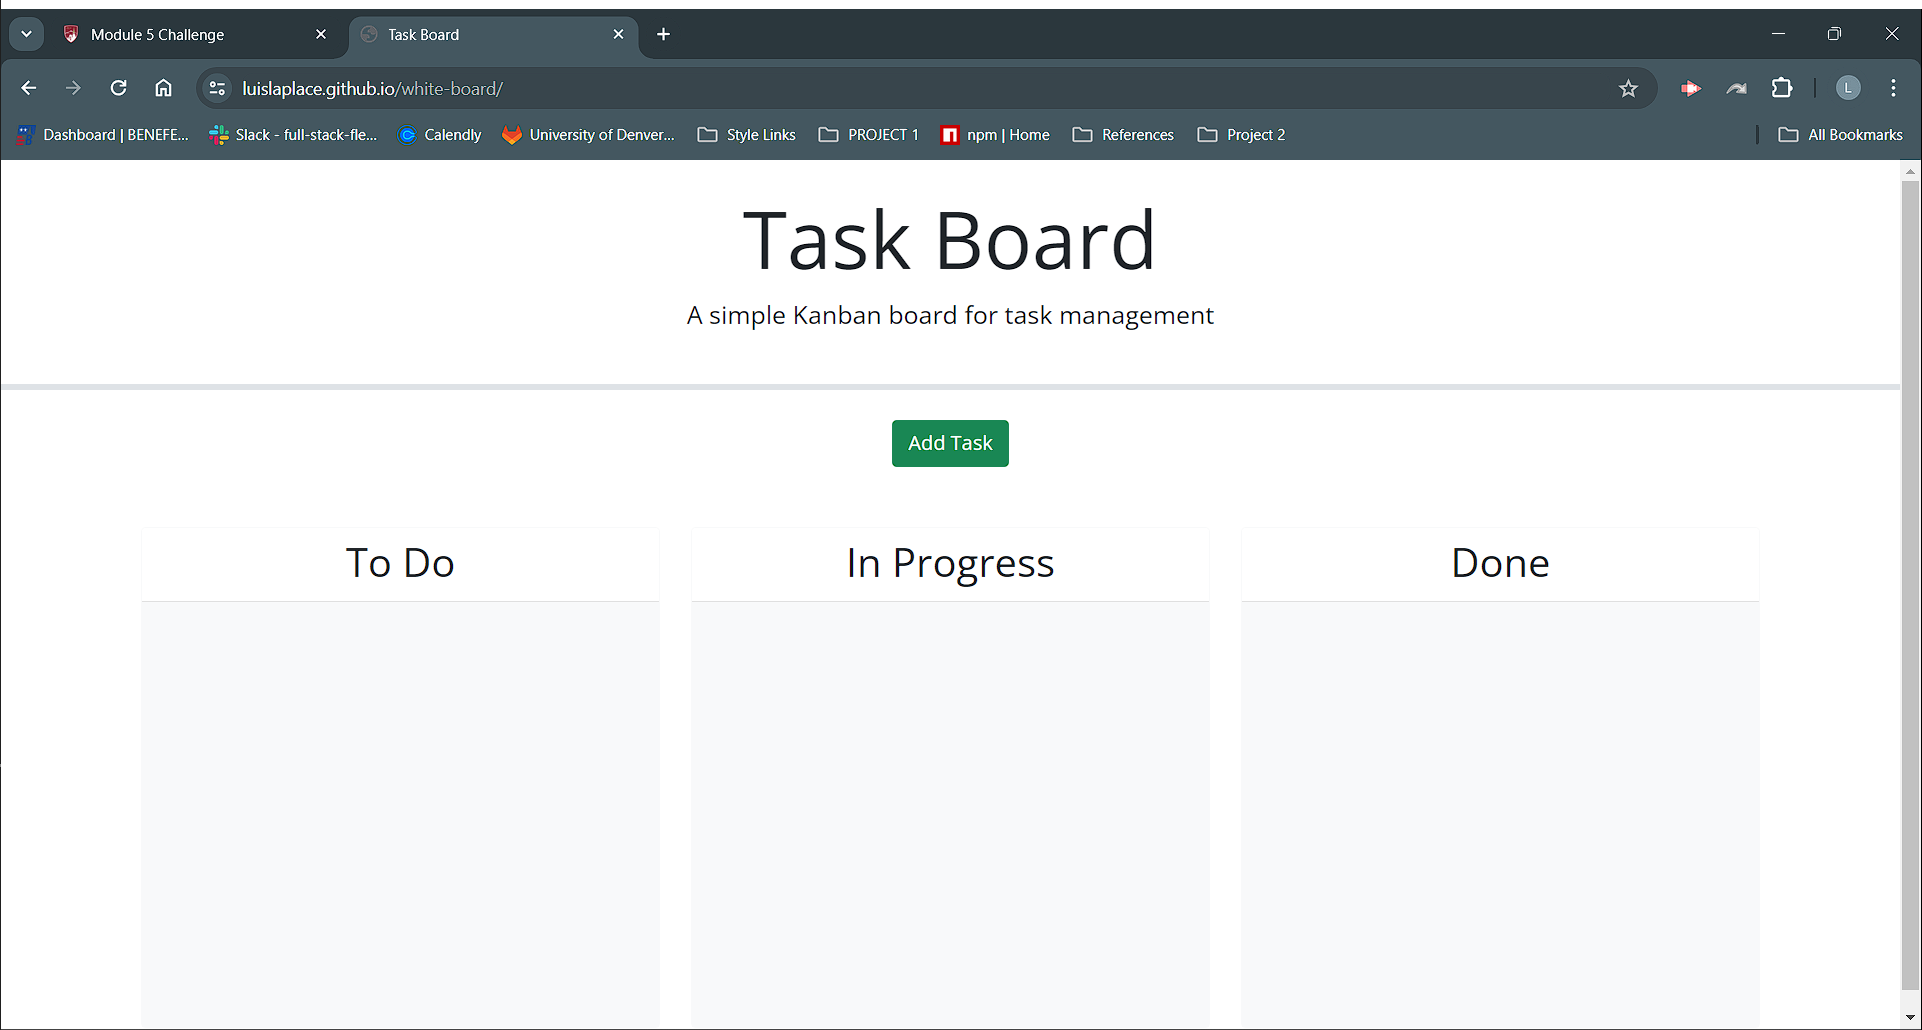 Module 5 Challenge
Task Board
luislaplace.github.io/white-board/
L
Dashboard | BENEFE...
Slack - full-stack-fle...
Calendly
University of Denver...
Style Links
PROJECT 1
npm | Home
References
Project 2
All Bookmarks
Task Board
A simple Kanban board for task management
Add Task
To Do
In Progress
Done